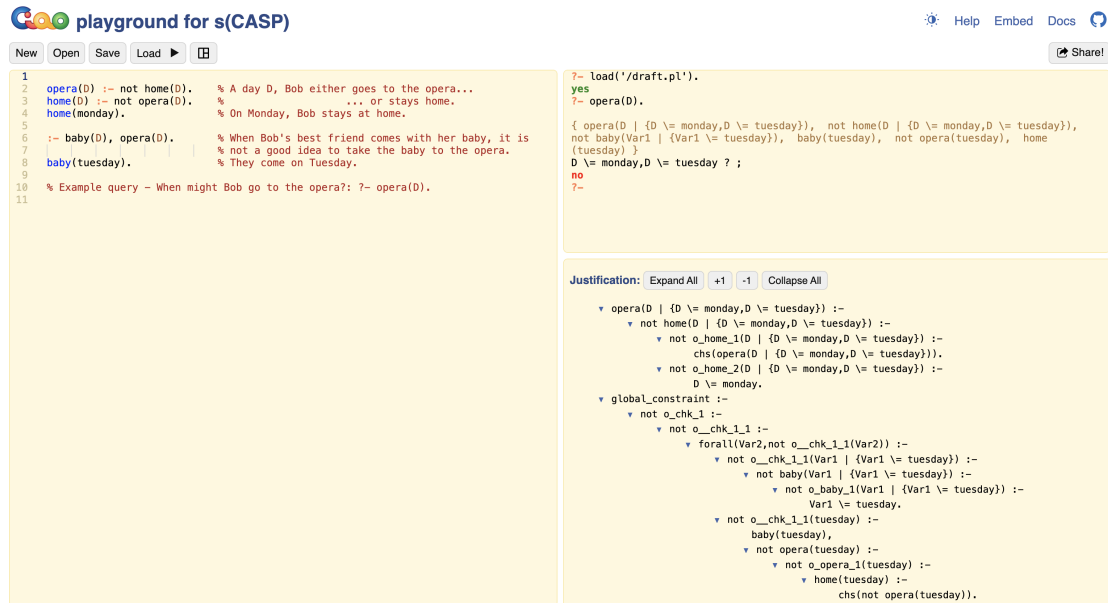 Ciao playground for s(CASP)
Help Embed Docs
New Open Save Load ▶
Share!
1
2 opera(D) :- not home(D). % A day D, Bob either goes to the opera...
3 home(D) :- not opera(D). % ... or stays home.
4 home(monday). % On Monday, Bob stays at home.
5
6 :- baby(D), opera(D). % When Bob's best friend comes with her baby, it is
7 % not a good idea to take the baby to the opera.
8 baby(tuesday). % They come on Tuesday.
9
10 % Example query – When might Bob go to the opera?: ?- opera(D).
11
?- load('/draft.pl').
yes
?- opera(D).
{ opera(D | {D \= monday,D \= tuesday}), not home(D | {D \= monday,D \= tuesday}),
not baby(Var1 | {Var1 \= tuesday}), baby(tuesday), not opera(tuesday), home
(tuesday) }
D \= monday,D \= tuesday ? ;
no
?-
Justification: Expand All +1 -1 Collapse All
▼ opera(D | {D \= monday,D \= tuesday}) :-
▼ not home(D | {D \= monday,D \= tuesday}) :-
▼ not o_home_1(D | {D \= monday,D \= tuesday}) :-
chs(opera(D | {D \= monday,D \= tuesday})).
▼ not o_home_2(D | {D \= monday,D \= tuesday}) :-
D \= monday.
▼ global_constraint :-
▼ not o_chk_1 :-
▼ not o__chk_1_1 :-
▼ forall(Var2,not o__chk_1_1(Var2)) :-
▼ not o__chk_1_1(Var1 | {Var1 \= tuesday}) :-
▼ not baby(Var1 | {Var1 \= tuesday}) :-
▼ not o_baby_1(Var1 | {Var1 \= tuesday}) :-
Var1 \= tuesday.
▼ not o__chk_1_1(tuesday) :-
baby(tuesday),
▼ not opera(tuesday) :-
▼ not o_opera_1(tuesday) :-
▼ home(tuesday) :-
chs(not opera(tuesday)).